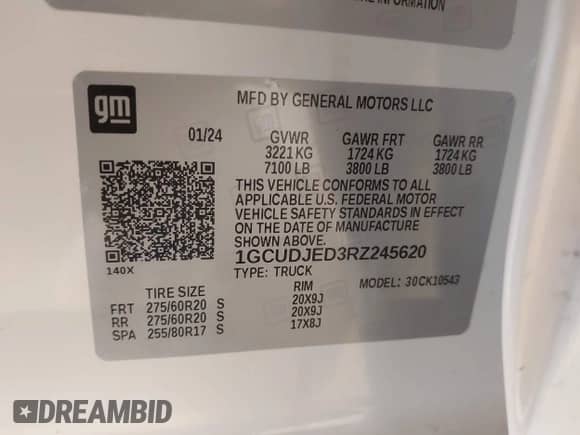 INFORMATION
gm
MFD BY GENERAL MOTORS LLC
01/24 GVWR GAWR FRT GAWR RR
3221 KG 1724 KG 1724 KG
7100 LB 3800 LB 3800 LB
THIS VEHICLE CONFORMS TO ALL
APPLICABLE U.S. FEDERAL MOTOR
VEHICLE SAFETY STANDARDS IN EFFECT
ON THE DATE OF MANUFACTURE
SHOWN ABOVE.
140X
1GCUDJED3RZ245620
TYPE: TRUCK
MODEL: 30CK10543
TIRE SIZE RIM
FRT 275/60R20 S 20X9J
RR 275/60R20 S 20X9J
SPA 255/80R17 S 17X8J
DREAMBID